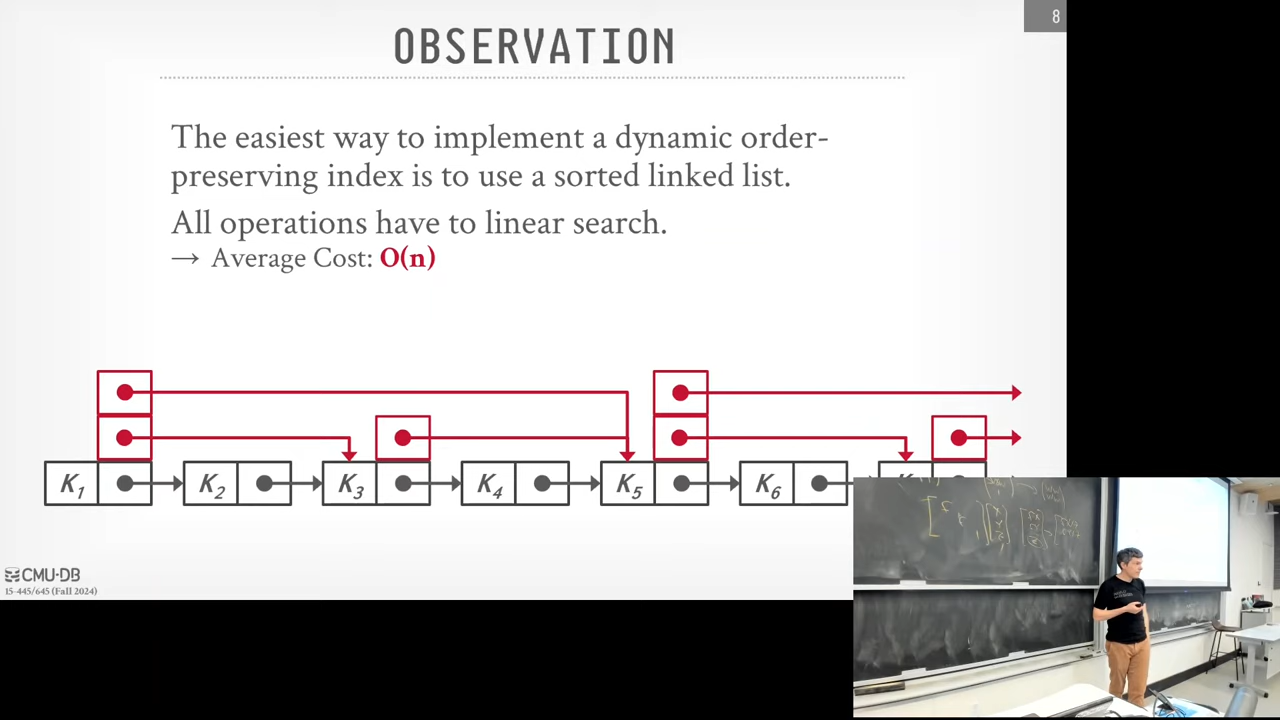 8
OBSERVATION
The easiest way to implement a dynamic order-
preserving index is to use a sorted linked list.
All operations have to linear search.
→ Average Cost: O(n)
K1 K2 K3 K4 K5 K6
CMU·DB
15-445/645 (Fall 2024)